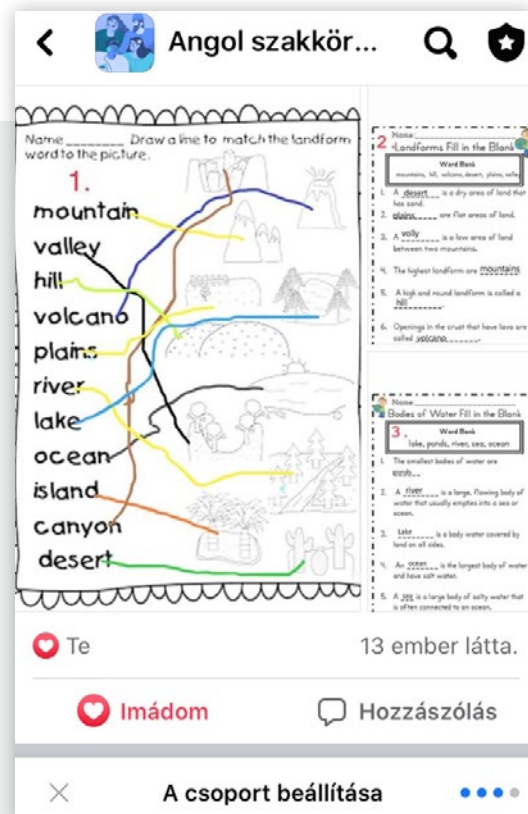 Angol szakkör...
Name________ Draw a line to match the landform
word to the picture.
1.
mountain
valley
hill
volcano
plains
river
lake
ocean
island
canyon
desert
2
Name:
Landforms Fill in the Blank
Word Bank
mountains, hill, volcano, desert, plains, valley
1. A desert is a dry area of land that
has sand.
2. plains are flat areas of land.
3. A vally is a low area of land
between two mountains.
4. The highest landform are mountains
5. A high and round landform is called a
hill
6. Openings in the crust that have lava are
called volcano.
Name
Bodies of Water Fill in the Blank
3.
Word Bank
lake, ponds, river, sea, ocean
1. The smallest bodies of water are
ponds
2. A river is a large, flowing body of
water that usually empties into a sea or
ocean.
3. Lake is a body water covered by
land on all sides.
4. An ocean is the largest body of water
and have salt water.
5. A sea is a large body of salty water that
is often connected to an ocean.
Te
13 ember látta.
Imádom
Hozzászólás
A csoport beállítása